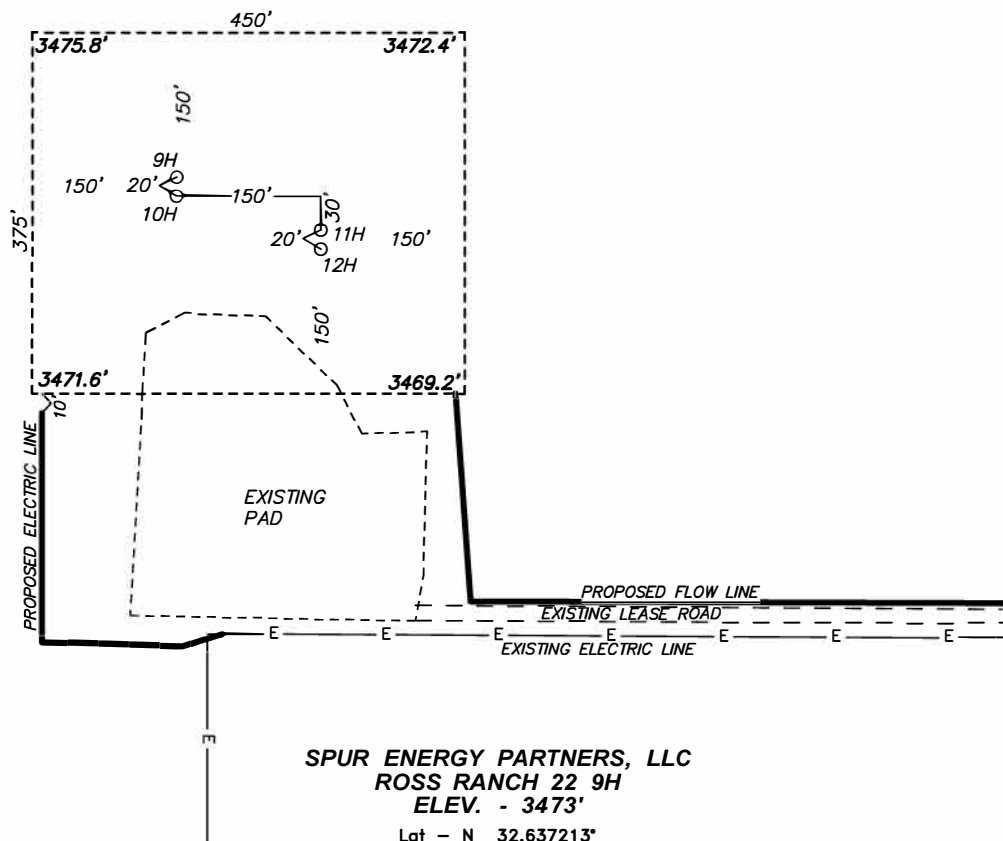 450'
3475.8' 3472.4'
150'
9H
150' 20' 150'
10H
30'
375'
20' 11H 150'
12H
150'
3471.6' 3469.2'
10'
PROPOSED ELECTRIC LINE
EXISTING
PAD
PROPOSED FLOW LINE
EXISTING LEASE ROAD
E E E E E E E
EXISTING ELECTRIC LINE
E
SPUR ENERGY PARTNERS, LLC
ROSS RANCH 22 9H
ELEV. - 3473'
Lat - N 32.637213°